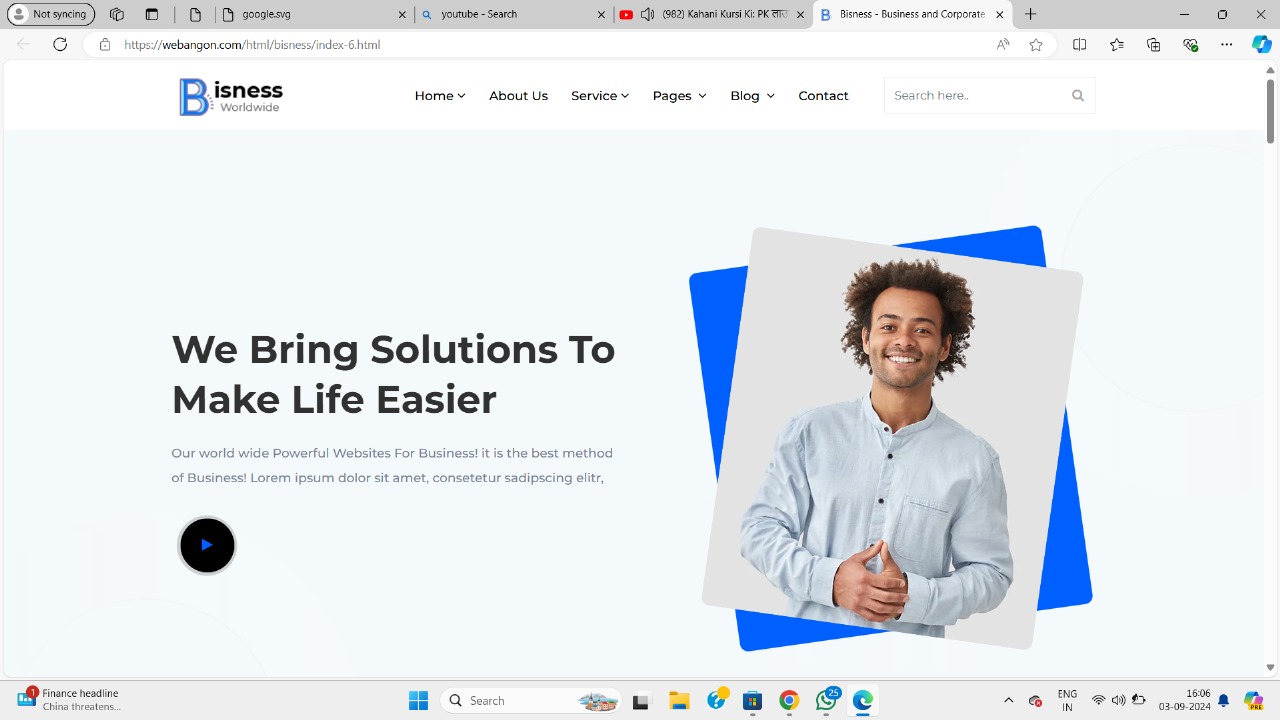 Not syncing
google.svg
youtube - Search
(982) Kahani Kursi Ki: PK
Bisness - Business and Corporate
https://webangon.com/html/bisness/index-6.html
Bisness
Worldwide
Home
About Us
Service
Pages
Blog
Contact
Search here..
We Bring Solutions To
Make Life Easier
Our world wide Powerful Websites For Business! it is the best method
of Business! Lorem ipsum dolor sit amet, consetetur sadipscing elitr,
1
Finance headline
Search
25
ENG
IN
16:06
03-09-2024
PRE